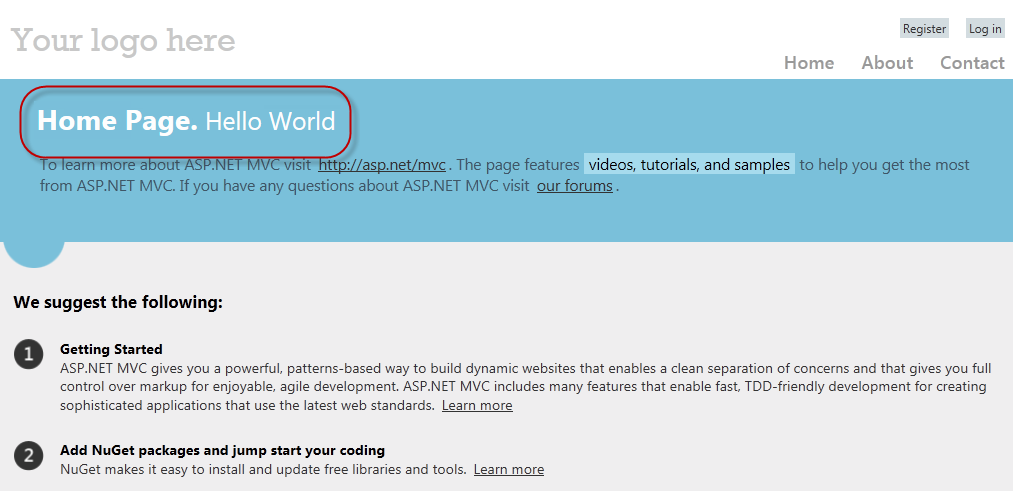 Your logo here
Register Log in
Home About Contact
Home Page. Hello World
To learn more about ASP.NET MVC visit http://asp.net/mvc. The page features videos, tutorials, and samples to help you get the most
from ASP.NET MVC. If you have any questions about ASP.NET MVC visit our forums.
We suggest the following:
1 Getting Started
ASP.NET MVC gives you a powerful, patterns-based way to build dynamic websites that enables a clean separation of concerns and that gives you full
control over markup for enjoyable, agile development. ASP.NET MVC includes many features that enable fast, TDD-friendly development for creating
sophisticated applications that use the latest web standards. Learn more
2 Add NuGet packages and jump start your coding
NuGet makes it easy to install and update free libraries and tools. Learn more